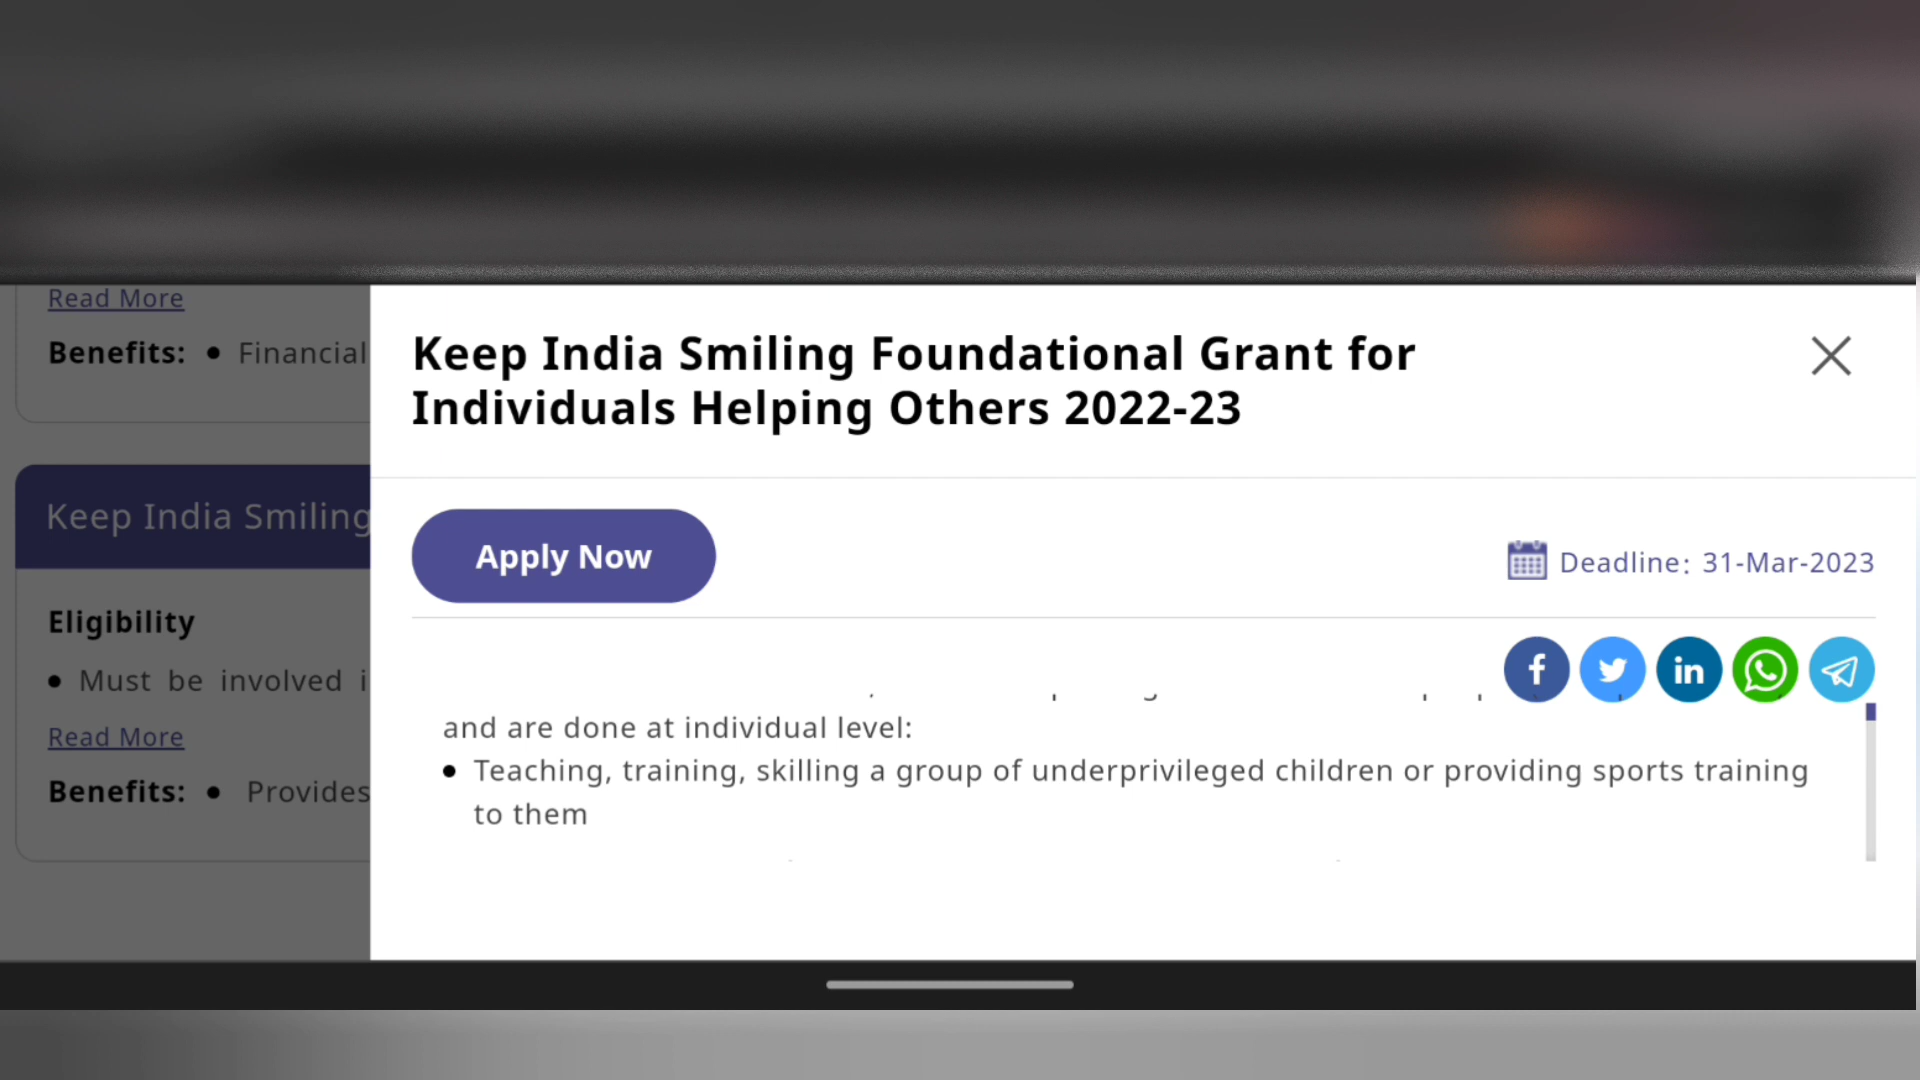 Read More
Benefits: • Financial
Keep India Smiling
Eligibility
• Must be involved i
Read More
Benefits: • Provides
Keep India Smiling Foundational Grant for
Individuals Helping Others 2022-23
Apply Now
Deadline: 31-Mar-2023
and are done at individual level:
• Teaching, training, skilling a group of underprivileged children or providing sports training
to them